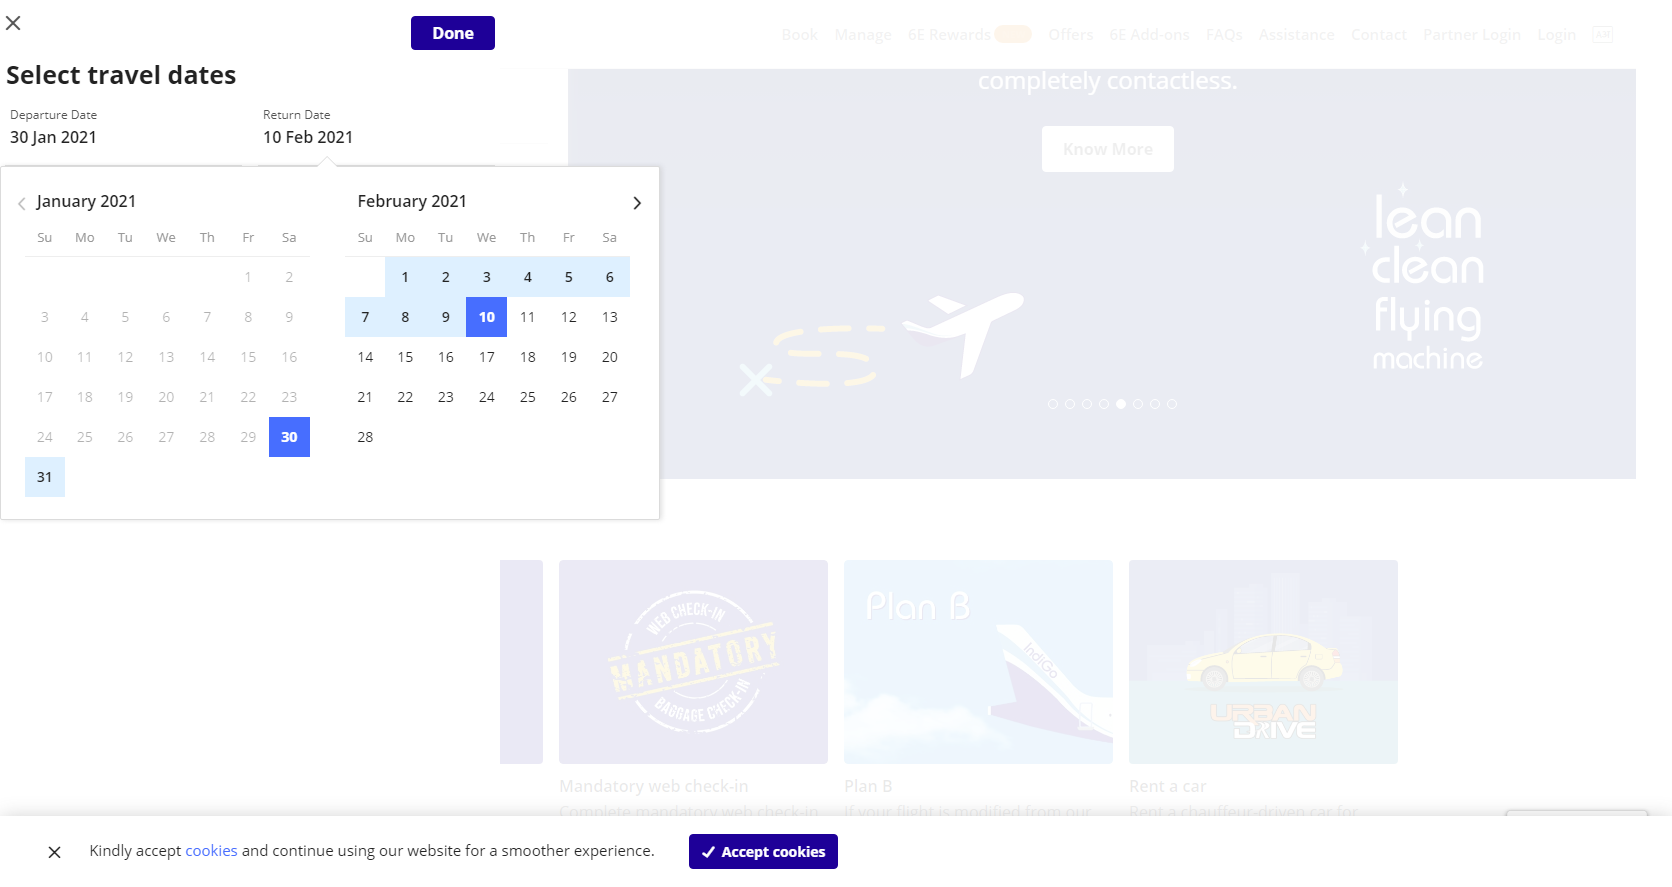 Done
Book Manage 6E Rewards Offers 6E Add-ons FAQs Assistance Contact Partner Login Login
Select travel dates
completely contactless.
Departure Date
30 Jan 2021
Return Date
10 Feb 2021
Know More
January 2021
Su Mo Tu We Th Fr Sa
1 2
3 4 5 6 7 8 9
10 11 12 13 14 15 16
17 18 19 20 21 22 23
24 25 26 27 28 29 30
31
February 2021
Su Mo Tu We Th Fr Sa
1 2 3 4 5 6
7 8 9 10 11 12 13
14 15 16 17 18 19 20
21 22 23 24 25 26 27
28
lean
clean
flying
machine
WEB CHECK-IN
MANDATORY
BAGGAGE CHECK-IN
Plan B
IndiGo
URBAN
DRIVE
Mandatory web check-in
Complete mandatory web check-in
Plan B
If your flight is modified from our
Rent a car
Rent a chauffeur-driven car for
Kindly accept cookies and continue using our website for a smoother experience.
Accept cookies